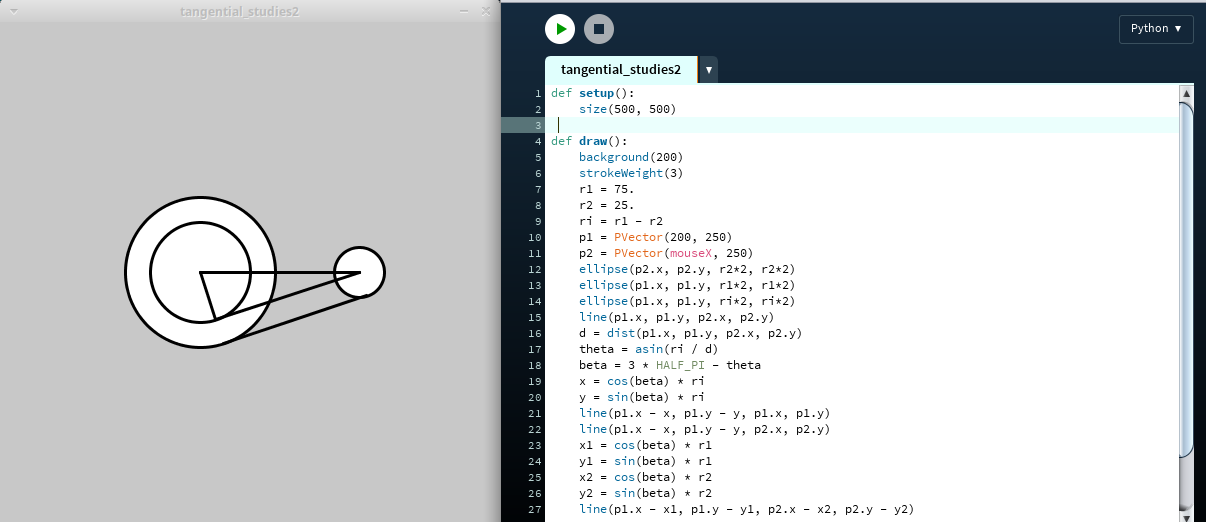 tangential_studies2
Python ▾
tangential_studies2
1 def setup():
2     size(500, 500)
3
4 def draw():
5     background(200)
6     strokeWeight(3)
7     r1 = 75.
8     r2 = 25.
9     ri = r1 - r2
10     p1 = PVector(200, 250)
11     p2 = PVector(mouseX, 250)
12     ellipse(p2.x, p2.y, r2*2, r2*2)
13     ellipse(p1.x, p1.y, r1*2, r1*2)
14     ellipse(p1.x, p1.y, ri*2, ri*2)
15     line(p1.x, p1.y, p2.x, p2.y)
16     d = dist(p1.x, p1.y, p2.x, p2.y)
17     theta = asin(ri / d)
18     beta = 3 * HALF_PI - theta
19     x = cos(beta) * ri
20     y = sin(beta) * ri
21     line(p1.x - x, p1.y - y, p1.x, p1.y)
22     line(p1.x - x, p1.y - y, p2.x, p2.y)
23     x1 = cos(beta) * r1
24     y1 = sin(beta) * r1
25     x2 = cos(beta) * r2
26     y2 = sin(beta) * r2
27     line(p1.x - x1, p1.y - y1, p2.x - x2, p2.y - y2)